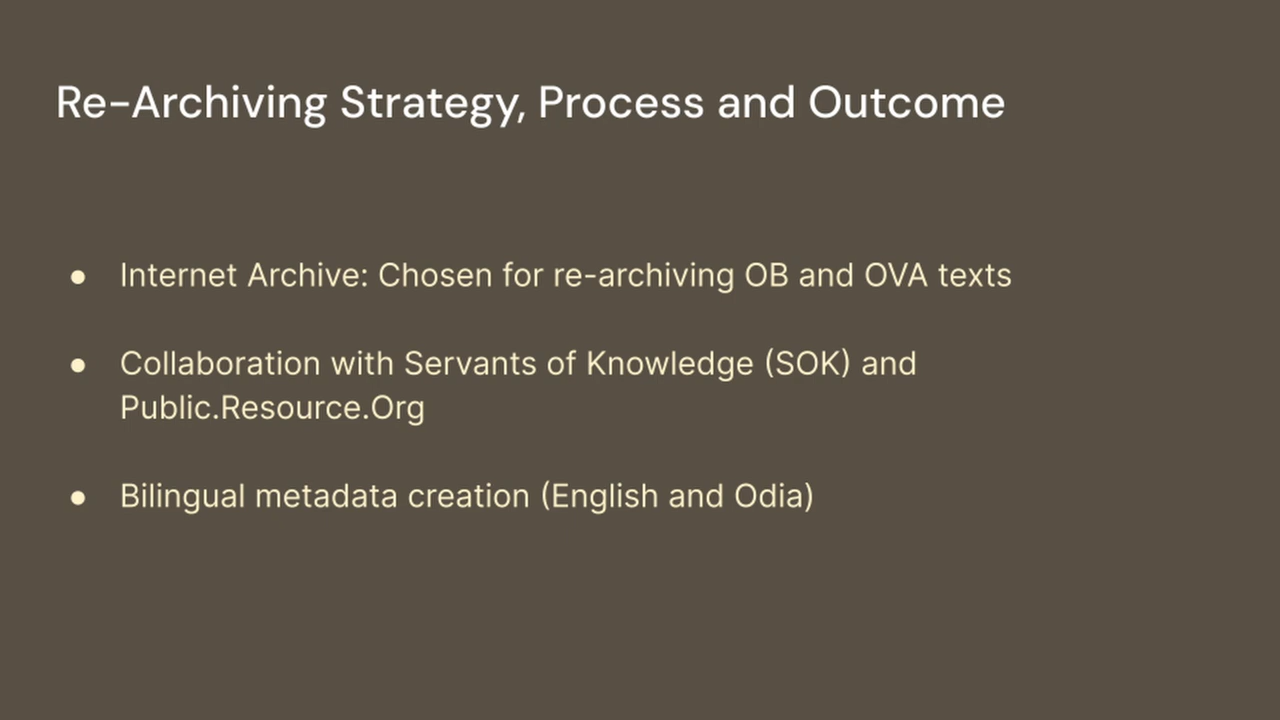 Re-Archiving Strategy, Process and Outcome
● Internet Archive: Chosen for re-archiving OB and OVA texts
● Collaboration with Servants of Knowledge (SOK) and
Public.Resource.Org
● Bilingual metadata creation (English and Odia)